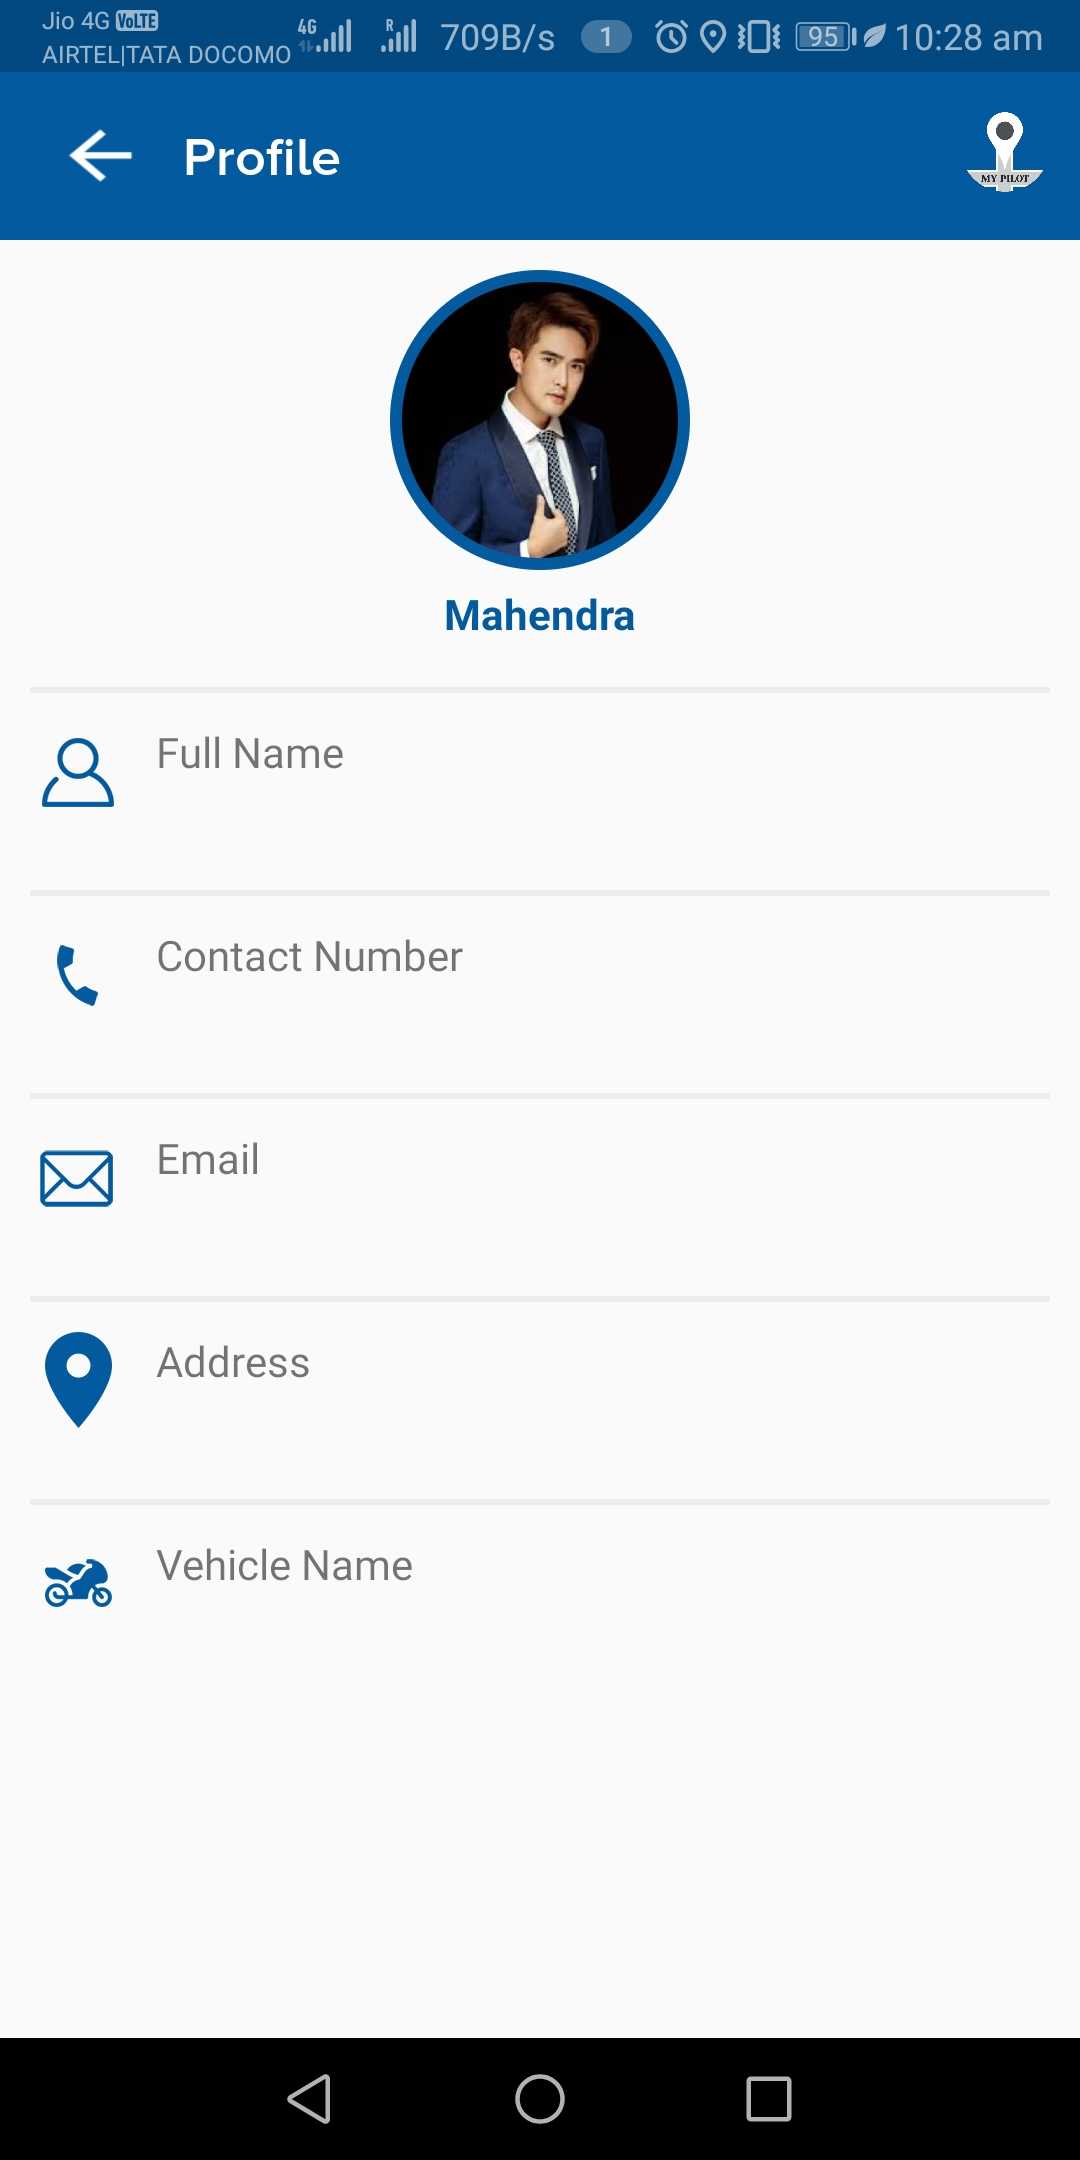 Jio 4G VoLTE
AIRTEL|TATA DOCOMO
4G
R
709B/s
1
95
10:28 am
Profile
MY PILOT
Mahendra
Full Name
Contact Number
Email
Address
Vehicle Name